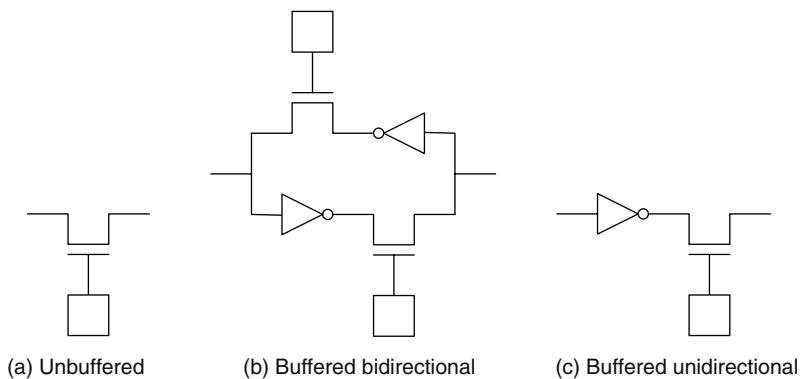 (a) Unbuffered
(b) Buffered bidirectional
(c) Buffered unidirectional